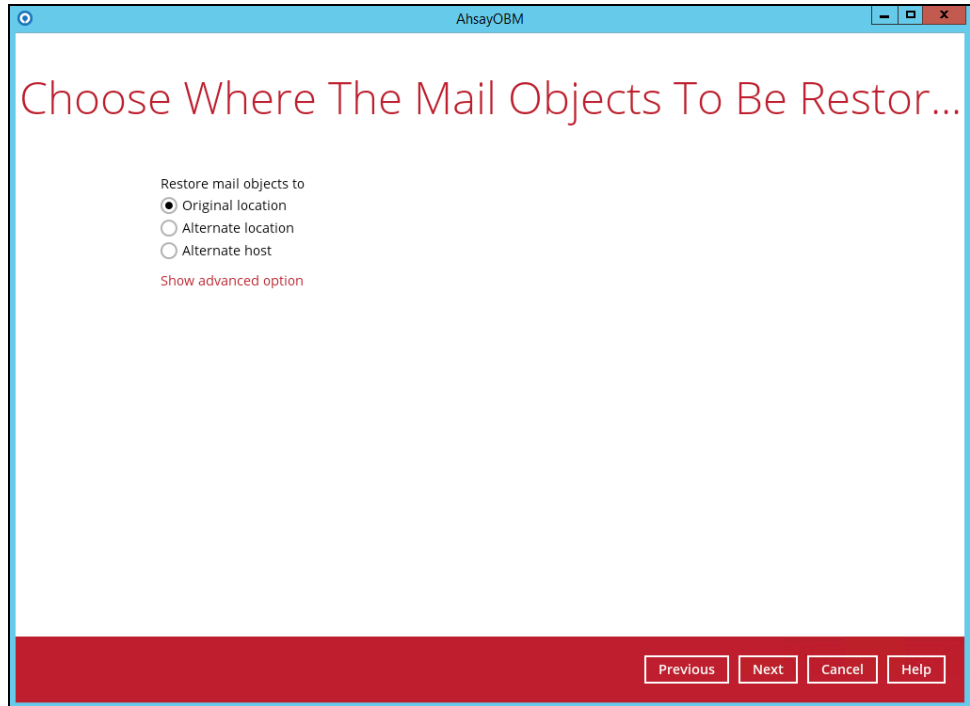 AhsayOBM
Choose Where The Mail Objects To Be Restor...
Restore mail objects to
Original location
Alternate location
Alternate host
Show advanced option
Previous Next Cancel Help